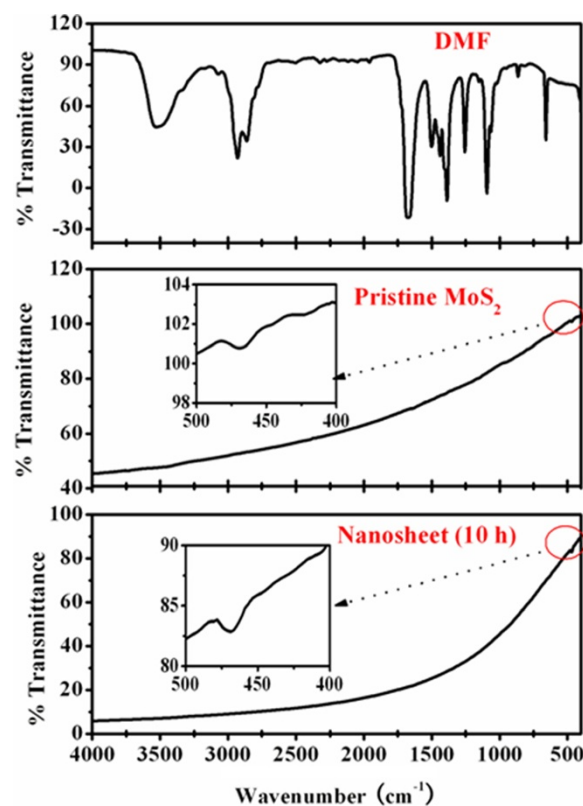 120
90
60
30
0
-30
% Transmittance
DMF
120
100
80
60
40
% Transmittance
Pristine MoS₂
104
102
100
98
500 450 400
100
80
60
40
20
0
% Transmittance
Nanosheet (10 h)
90
85
80
500 450 400
4000 3500 3000 2500 2000 1500 1000 500
Wavenumber (cm⁻¹)